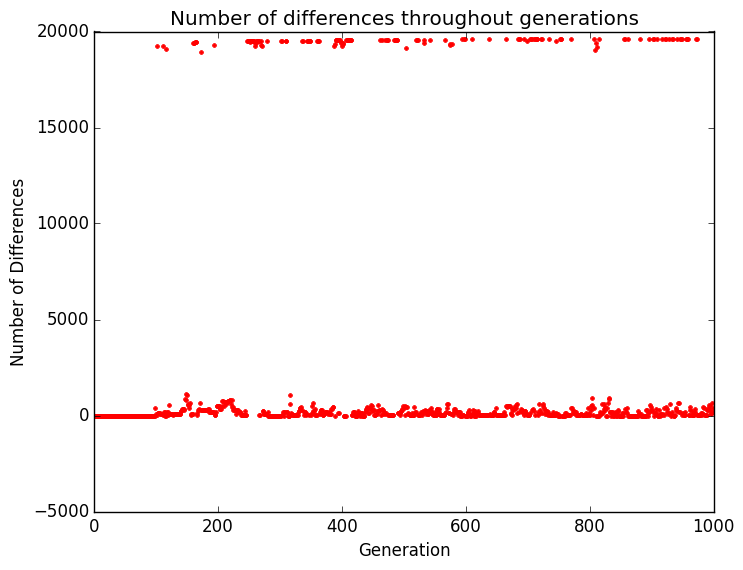 Number of differences throughout generations
20000
15000
10000
5000
0
−5000
Number of Differences
0 200 400 600 800 1000
Generation